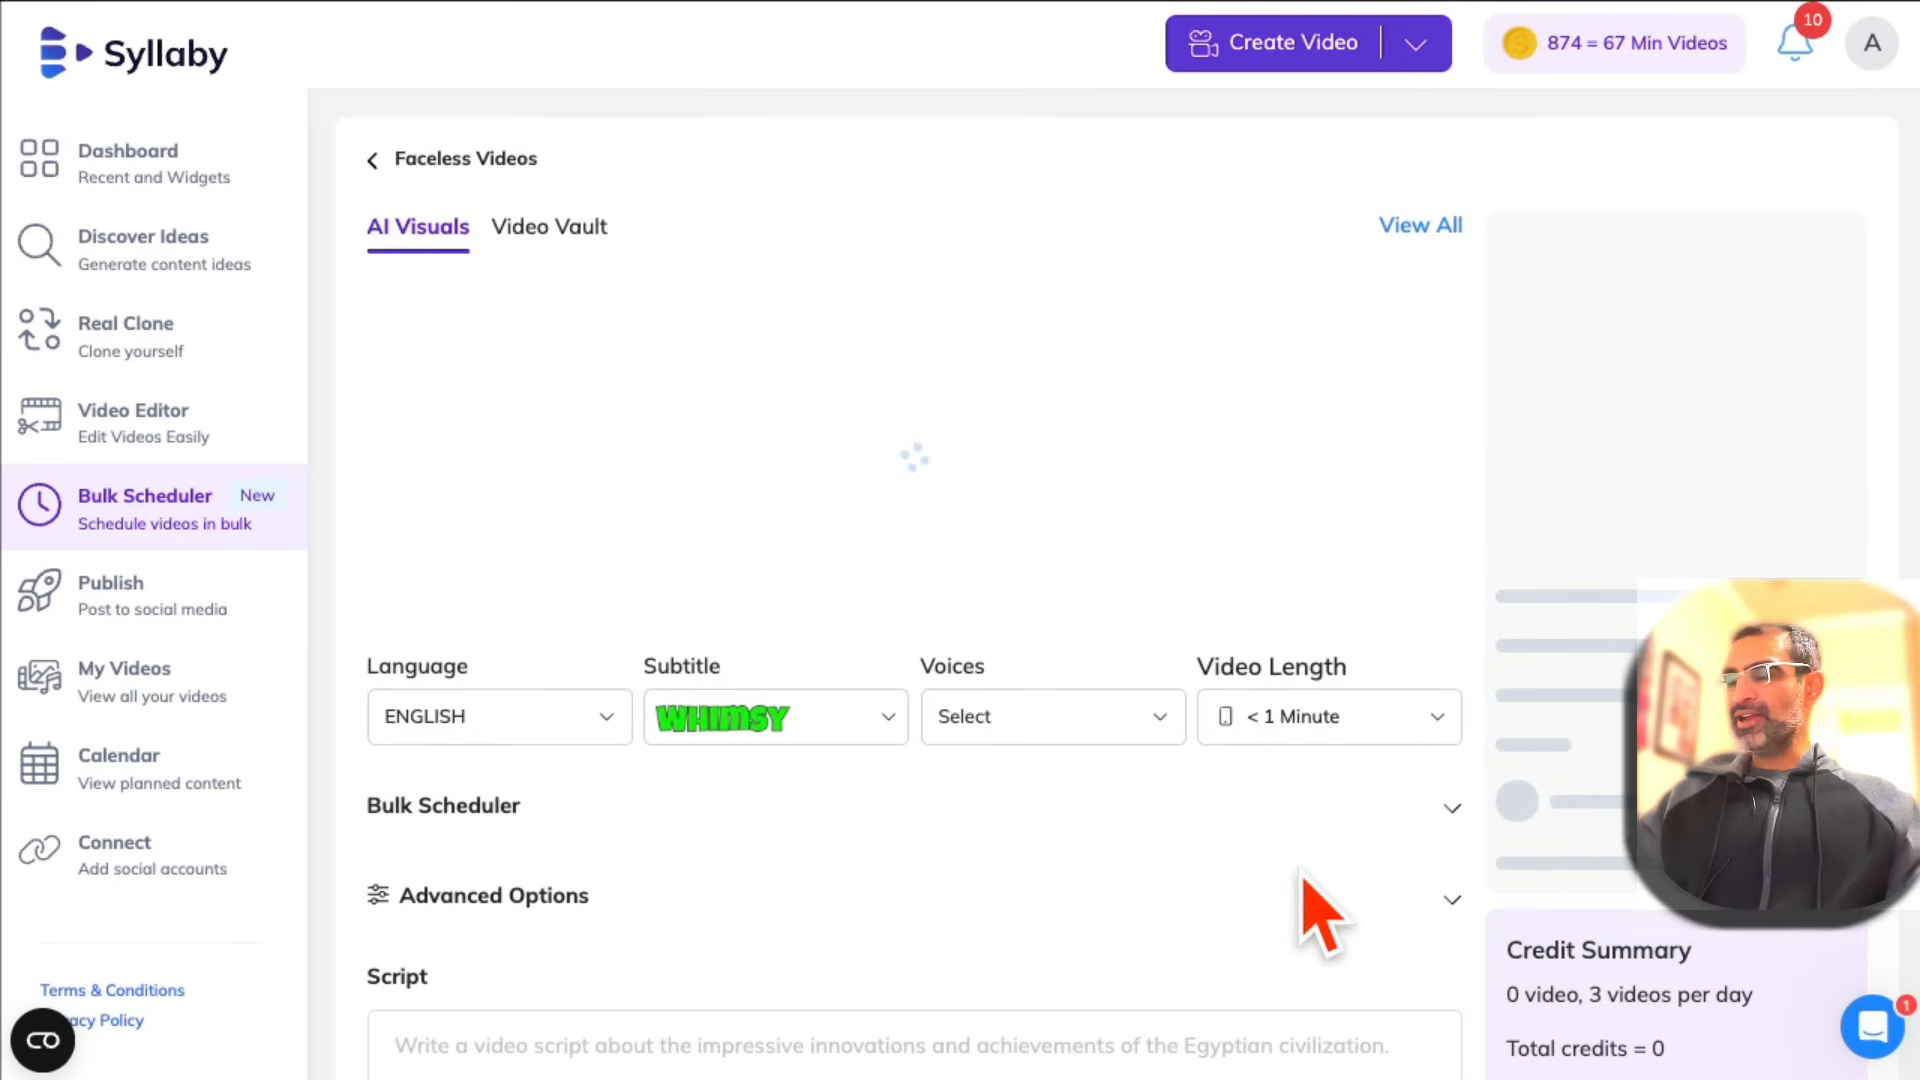 Syllaby
Create Video
874 = 67 Min Videos
10
A
Dashboard
Recent and Widgets
Discover Ideas
Generate content ideas
Real Clone
Clone yourself
Video Editor
Edit Videos Easily
Bulk Scheduler New
Schedule videos in bulk
Publish
Post to social media
My Videos
View all your videos
Calendar
View planned content
Connect
Add social accounts
Terms & Conditions
acy Policy
Faceless Videos
AI Visuals Video Vault View All
Language Subtitle Voices Video Length
ENGLISH WHIMSY Select < 1 Minute
Bulk Scheduler
Advanced Options
Script
Write a video script about the impressive innovations and achievements of the Egyptian civilization.
Credit Summary
0 video, 3 videos per day
Total credits = 0
1